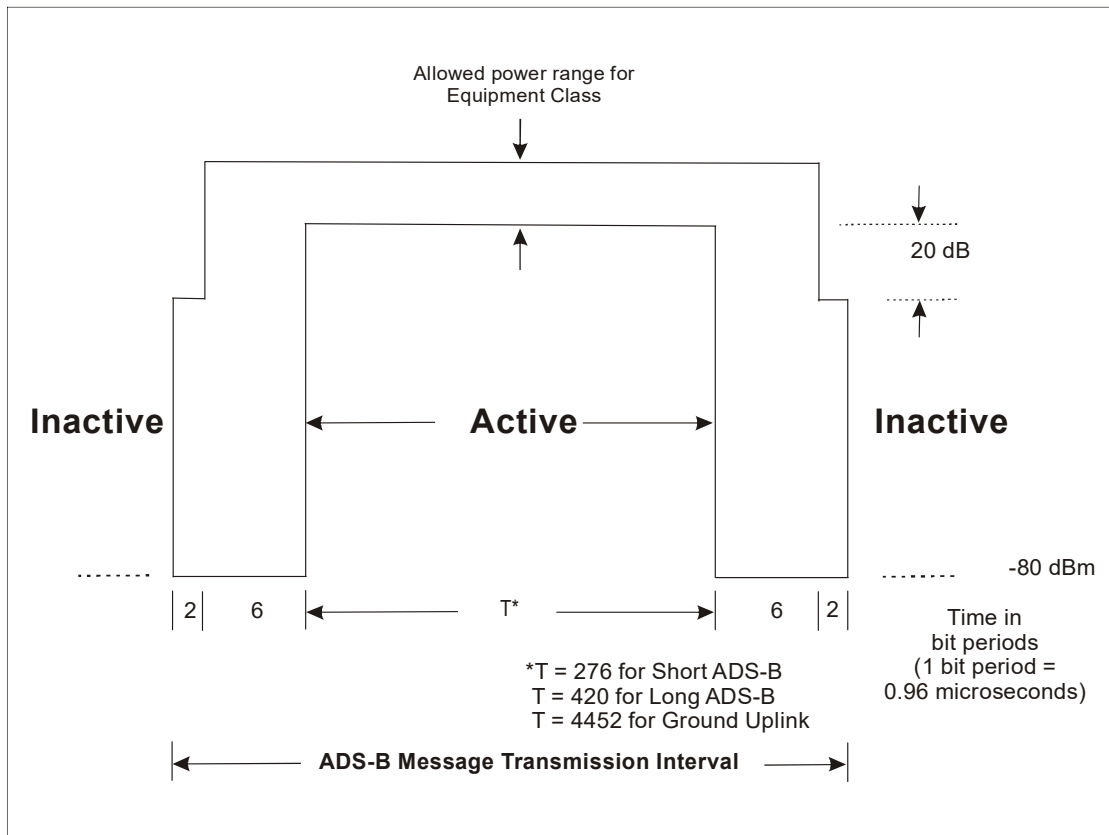 Allowed power range for
Equipment Class
20 dB
Inactive
Active
Inactive
-80 dBm
2
6
T*
6
2
Time in
bit periods
(1 bit period =
0.96 microseconds)
*T = 276 for Short ADS-B
T = 420 for Long ADS-B
T = 4452 for Ground Uplink
ADS-B Message Transmission Interval